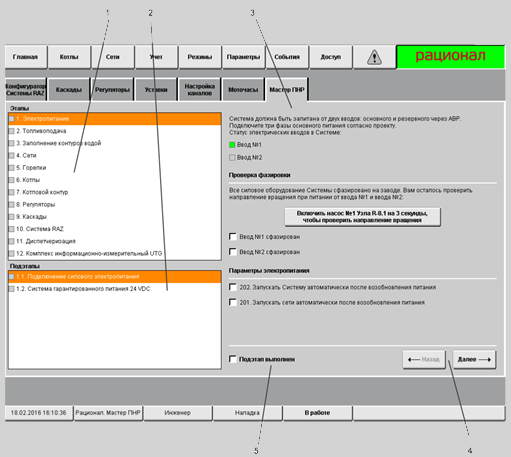 1 2 3
Главная Котлы Сети Учет Режимы Параметры События Доступ рационал
Конфигуратор Системы RAZ Каскады Регуляторы Уставки Настройка каналов Моточасы Мастер ПНР
Этапы
1. Электропитание
2. Топливоподача
3. Заполнение контуров водой
4. Сети
5. Горелки
6. Котлы
7. Котловой контур
8. Регуляторы
9. Каскады
10. Система RAZ
11. Диспетчеризация
12. Комплекс информационно-измерительный UTG
Подэтапы
1.1. Подключение силового электропитания
1.2. Система гарантированного питания 24 VDC
Система должна быть запитана от двух вводов: основного и резервного через АВР.
Подключите три фазы основного питания согласно проекту.
Статус электрических вводов в Системе:
Ввод №1
Ввод №2
Проверка фазировки
Все силовое оборудование Системы сфазировано на заводе. Вам осталось проверить
направление вращения при питании от ввода №1 и ввода №2:
Включить насос №1 Узла R-8.1 на 3 секунды,
чтобы проверить направление вращения
Ввод №1 сфазирован
Ввод №2 сфазирован
Параметры электропитания
202. Запускать Систему автоматически после возобновления питания
201. Запускать сети автоматически после возобновления питания
Подэтап выполнен
Назад Далее
18.02.2016 16:10:36 Рационал. Мастер ПНР Инженер Наладка В работе
5 4